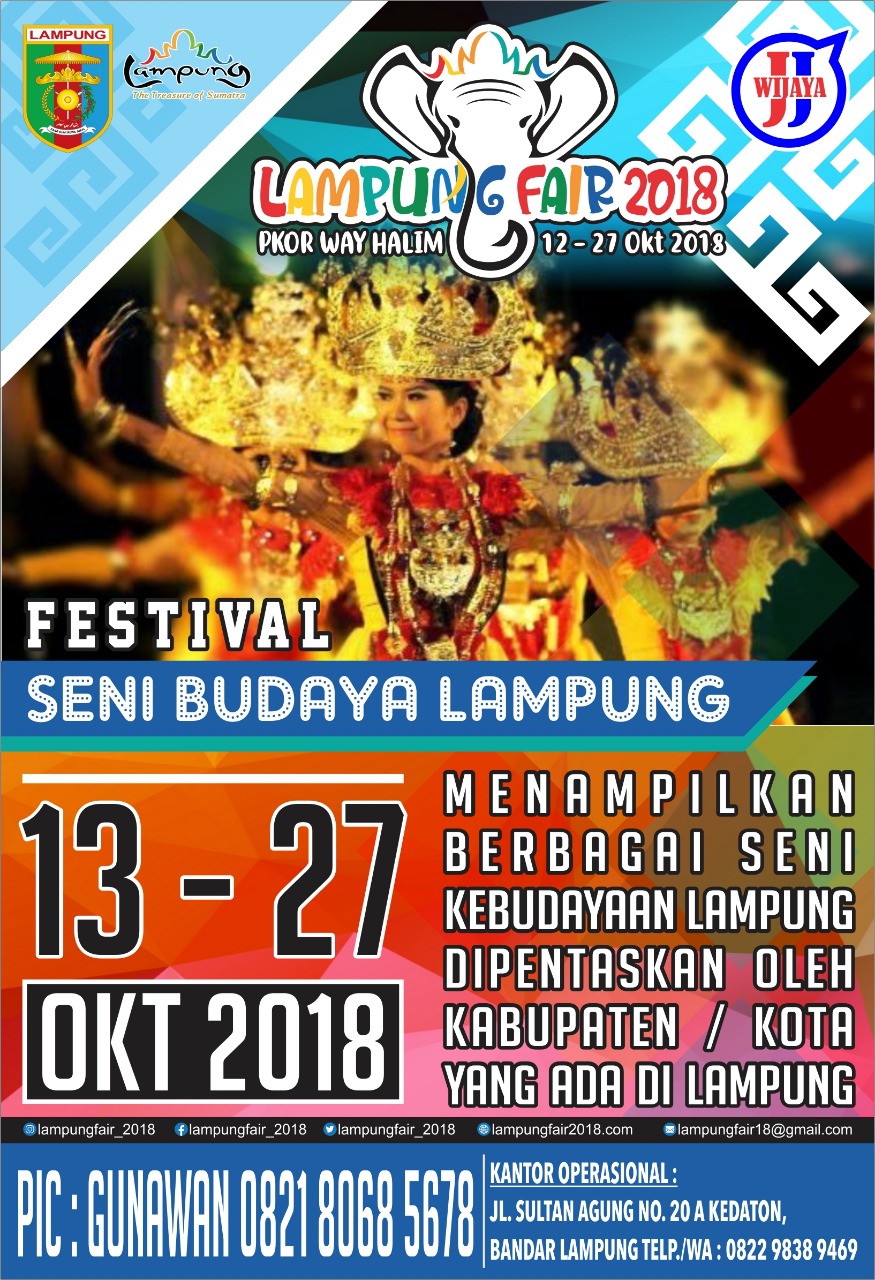 LAMPUNG
Lampung
The Treasure of Sumatra
JJ
WIJAYA
LAMPUNG FAIR 2018
PKOR WAY HALIM 12 - 27 Okt 2018
FESTIVAL
SENI BUDAYA LAMPUNG
13 - 27
OKT 2018
MENAMPILKAN
BERBAGAI SENI
KEBUDAYAAN LAMPUNG
DIPENTASKAN OLEH
KABUPATEN / KOTA
YANG ADA DI LAMPUNG
lampungfair_2018 lampungfair_2018 lampungfair_2018 lampungfair2018.com lampungfair18@gmail.com
PIC : GUNAWAN 0821 8068 5678
KANTOR OPERASIONAL :
JL. SULTAN AGUNG NO. 20 A KEDATON,
BANDAR LAMPUNG TELP./WA : 0822 9838 9469